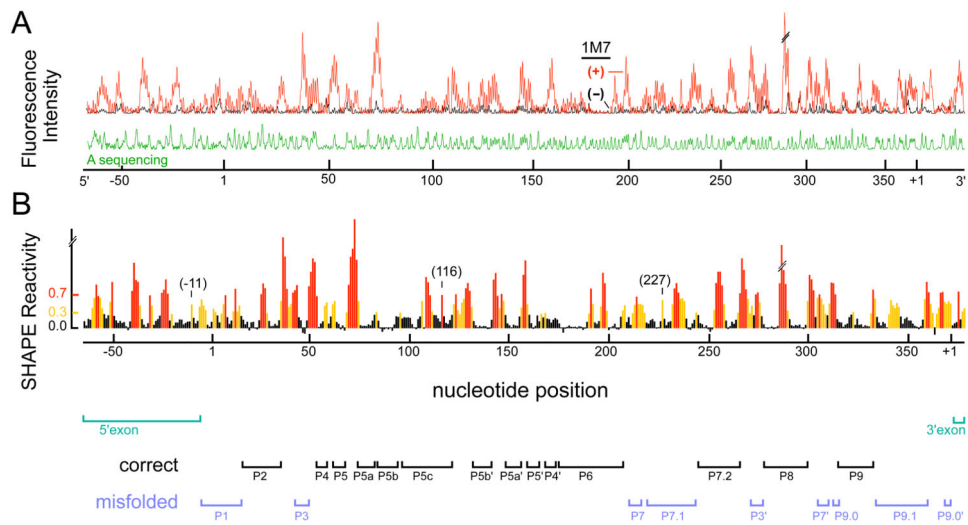 A
Fluorescence
Intensity
1M7
(+)
(−)
A sequencing
5' -50 1 50 100 150 200 250 300 350 +1 3'
B
SHAPE Reactivity
0.7
0.3
0.0
(-11) (116) (227)
-50 1 50 100 150 200 250 300 350 +1
nucleotide position
5'exon 3'exon
correct P2 P4 P5 P5a P5b P5c P5b' P5a' P5' P4' P6 P7.2 P8 P9
misfolded P1 P3 P7 P7.1 P3' P7' P9.0 P9.1 P9.0'